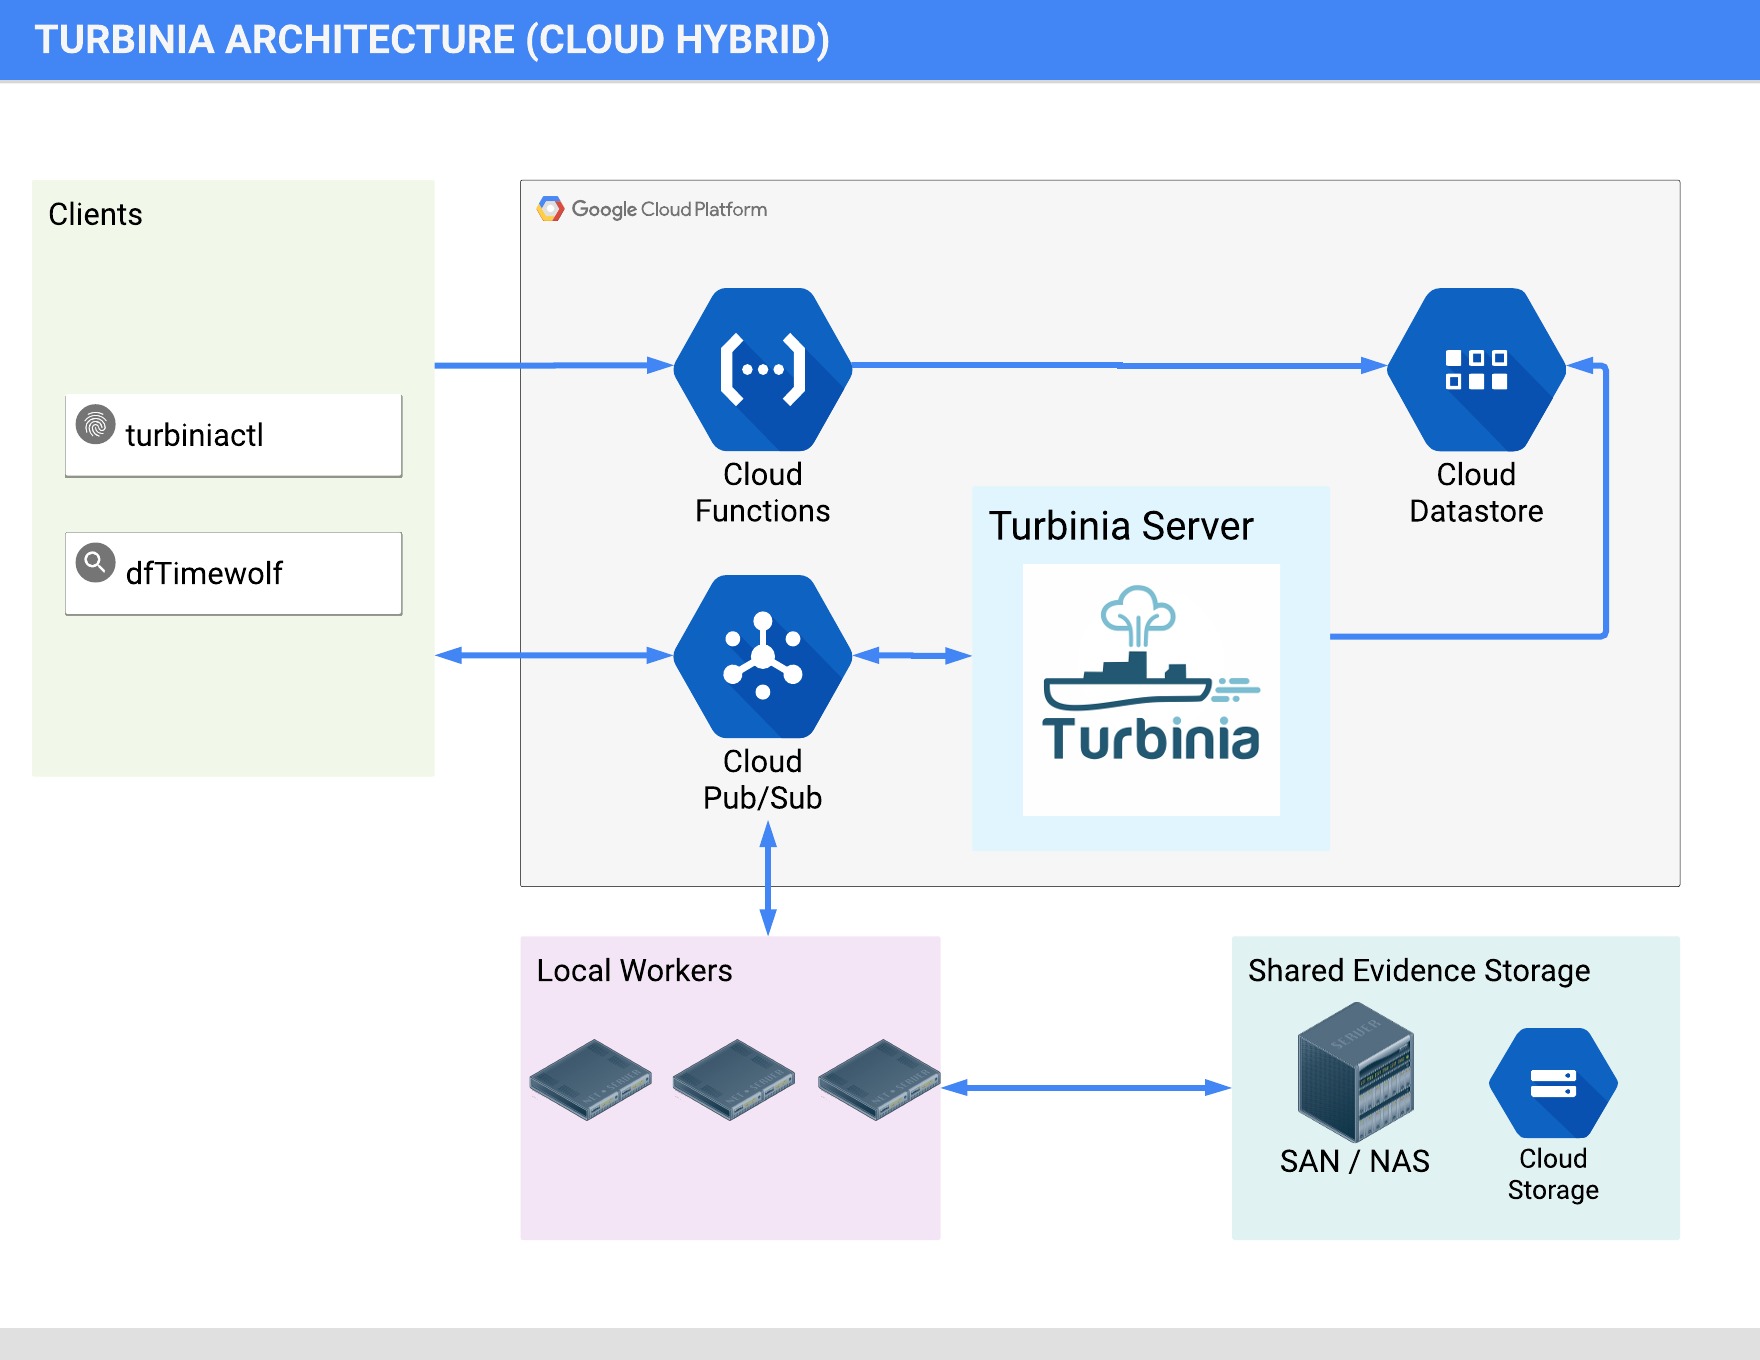 TURBINIA ARCHITECTURE (CLOUD HYBRID)
Clients
turbiniactl
dfTimewolf
Google Cloud Platform
Cloud
Functions
Cloud
Datastore
Turbinia Server
Turbinia
Cloud
Pub/Sub
Local Workers
Shared Evidence Storage
SERVER
SAN / NAS
Cloud
Storage